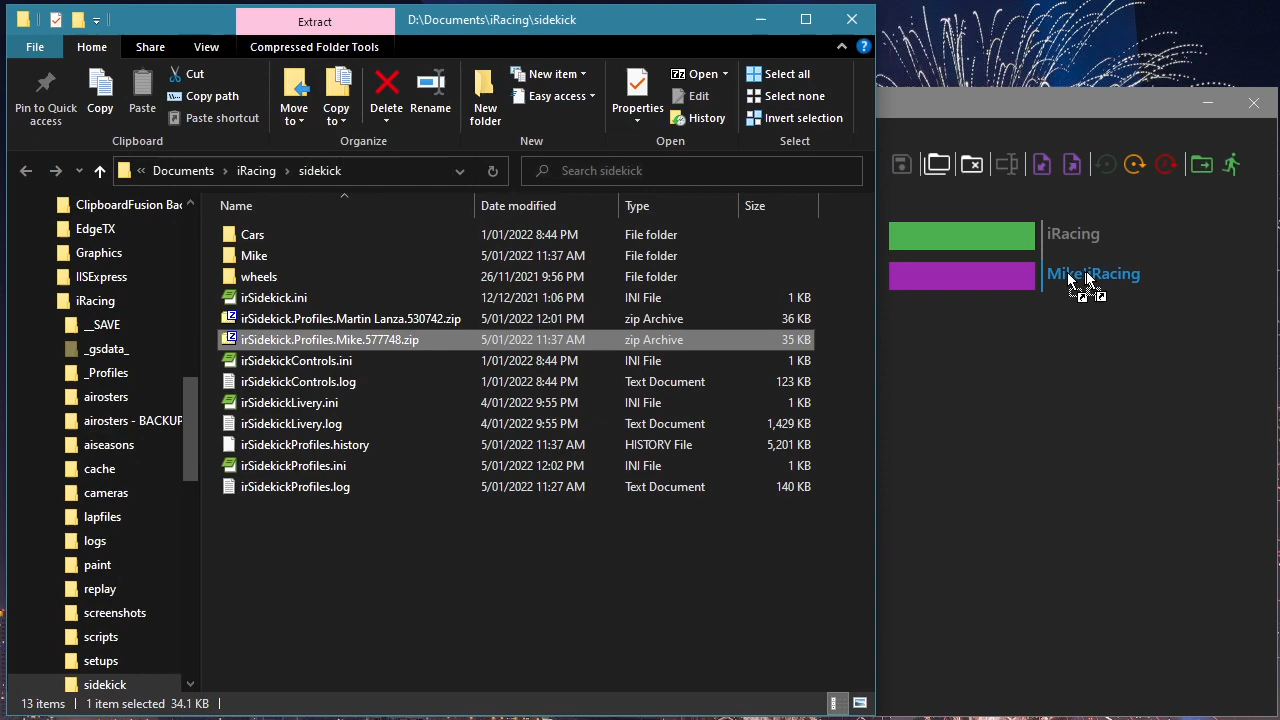 Extract
D:\Documents\iRacing\sidekick
File
Home
Share
View
Compressed Folder Tools
Pin to Quick
access
Copy
Paste
Cut
Copy path
Paste shortcut
Clipboard
Move
to
Copy
to
Delete
Rename
Organize
New
folder
New item
Easy access
New
Properties
Open
Edit
History
Open
Select all
Select none
Invert selection
Select
« Documents > iRacing > sidekick
Search sidekick
Name
Date modified
Type
Size
ClipboardFusion Bac
EdgeTX
Graphics
IISExpress
iRacing
__SAVE
_gsdata_
_Profiles
airosters
airosters - BACKUP
aiseasons
cache
cameras
lapfiles
logs
paint
replay
screenshots
scripts
setups
sidekick
Cars 1/01/2022 8:44 PM File folder
Mike 5/01/2022 11:37 AM File folder
wheels 26/11/2021 9:56 PM File folder
irSidekick.ini 12/12/2021 1:06 PM INI File 1 KB
irSidekick.Profiles.Martin Lanza.530742.zip 5/01/2022 12:01 PM zip Archive 36 KB
irSidekick.Profiles.Mike.577748.zip 5/01/2022 11:37 AM zip Archive 35 KB
irSidekickControls.ini 1/01/2022 8:44 PM INI File 1 KB
irSidekickControls.log 1/01/2022 8:44 PM Text Document 123 KB
irSidekickLivery.ini 4/01/2022 9:55 PM INI File 1 KB
irSidekickLivery.log 4/01/2022 9:55 PM Text Document 1,429 KB
irSidekickProfiles.history 5/01/2022 11:37 AM HISTORY File 5,201 KB
irSidekickProfiles.ini 5/01/2022 12:02 PM INI File 1 KB
irSidekickProfiles.log 5/01/2022 11:27 AM Text Document 140 KB
13 items
1 item selected 34.1 KB
iRacing
Mike iRacing